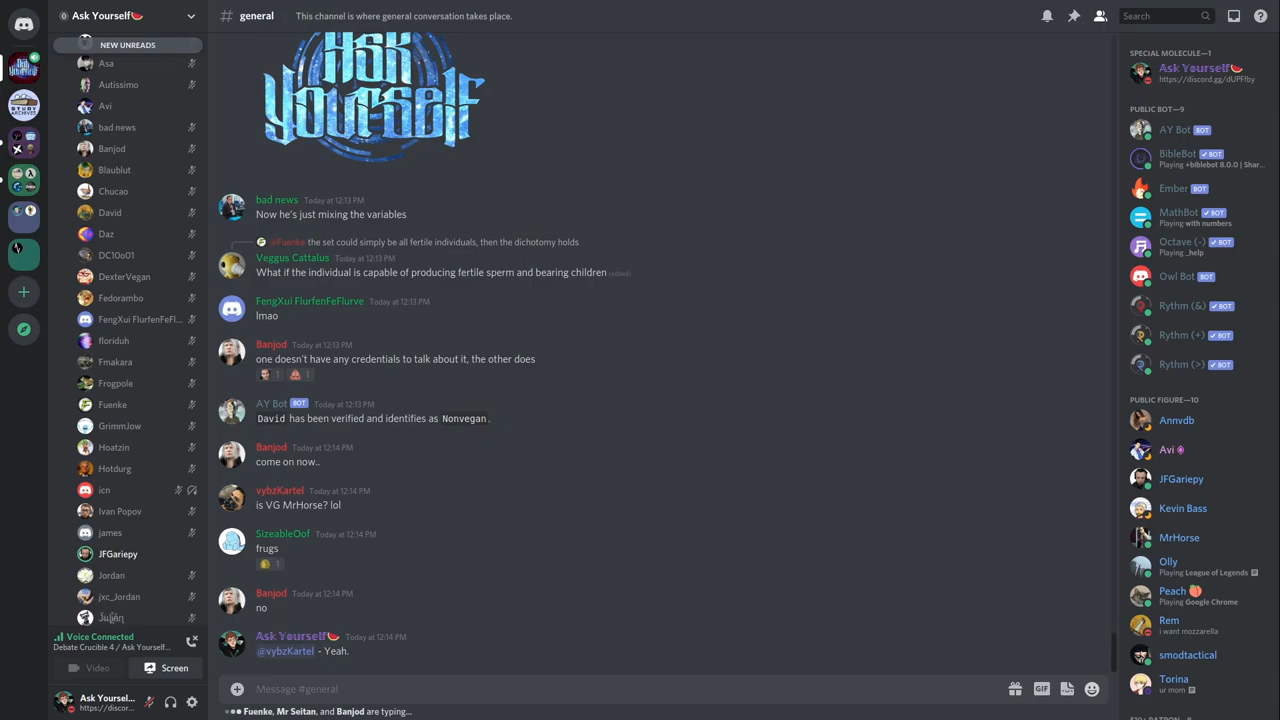 Ask Yourself🍉
general
This channel is where general conversation takes place.
Search
NEW UNREADS
Asa
Autissimo
Avi
bad news
Banjod
Blaublut
Chucao
David
Daz
DC10o01
DexterVegan
Fedorambo
FengXui FlurfenFeFl...
floriduh
Fmakara
Frogpole
Fuenke
GrimmJow
Hoatzin
Hotdurg
icn
Ivan Popov
james
JFGariepy
Jordan
jxc_Jordan
Voice Connected
Debate Crucible 4 / Ask Yourself...
Video
Screen
Ask Yoursel...
https://discor...
ASK YOURSELF
bad news Today at 12:13 PM
Now he's just mixing the variables
@Fuenke the set could simply be all fertile individuals, then the dichotomy holds
Veggus Cattalus Today at 12:13 PM
What if the individual is capable of producing fertile sperm and bearing children (edited)
FengXui FlurfenFeFlurve Today at 12:13 PM
lmao
Banjod Today at 12:13 PM
one doesn't have any credentials to talk about it, the other does
1 1
AY Bot BOT Today at 12:13 PM
David has been verified and identifies as Nonvegan.
Banjod Today at 12:14 PM
come on now..
vybzKartel Today at 12:14 PM
is VG MrHorse? lol
SizeableOof Today at 12:14 PM
frugs
1
Banjod Today at 12:14 PM
no
Ask Yourself🍉 Today at 12:14 PM
@vybzKartel - Yeah.
Message #general
GIF
Fuenke, Mr Seitan, and Banjod are typing...
SPECIAL MOLECULE—1
Ask Yourself🍉
https://discord.gg/dUPFfby
PUBLIC BOT—9
AY Bot BOT
BibleBot BOT
Playing +biblebot 8.0.0 | Shar...
Ember BOT
MathBot BOT
Playing with numbers
Octave (-) BOT
Playing _help
Owl Bot BOT
Rythm (&) BOT
Rythm (+) BOT
Rythm (>) BOT
PUBLIC FIGURE—10
Annvdb
Avi
JFGariepy
Kevin Bass
MrHorse
Olly
Playing League of Legends
Peach 🍑
Playing Google Chrome
Rem
i want mozzarella
smodtactical
Torina
ur mom